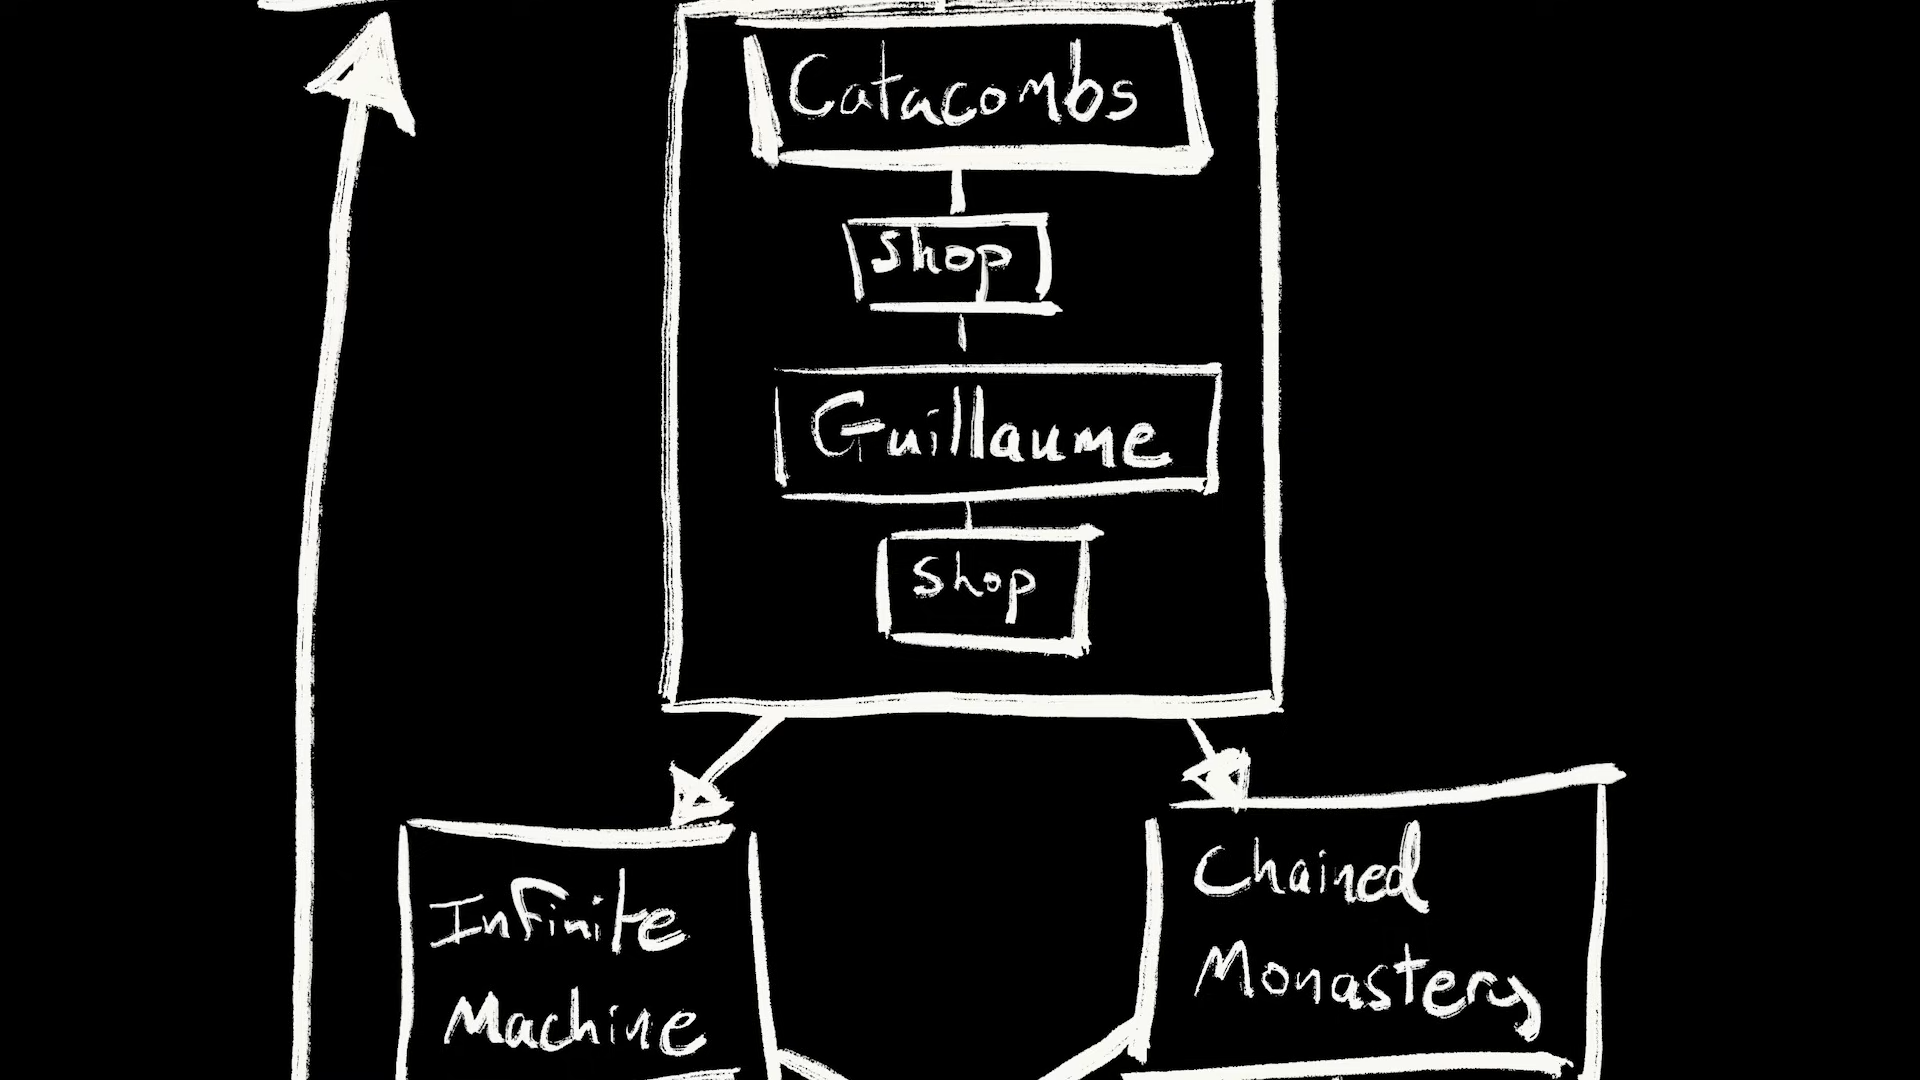 Catacombs
Shop
Guillaume
Shop
Infinite
Machine
Chained
Monastery